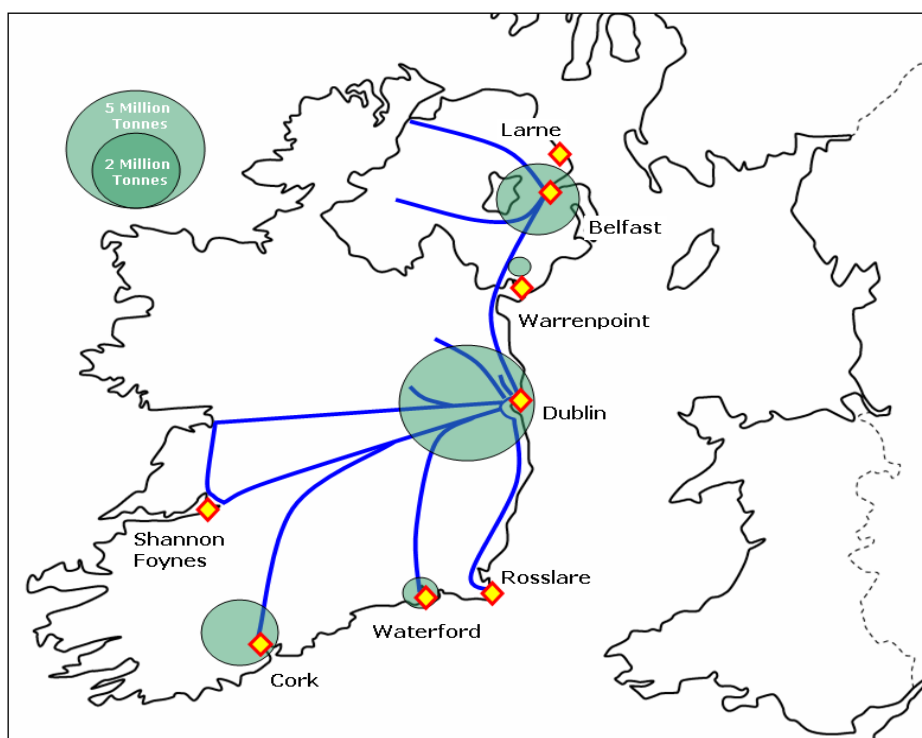 5 Million
Tonnes
2 Million
Tonnes
Larne
Belfast
Warrenpoint
Dublin
Shannon
Foynes
Rosslare
Waterford
Cork